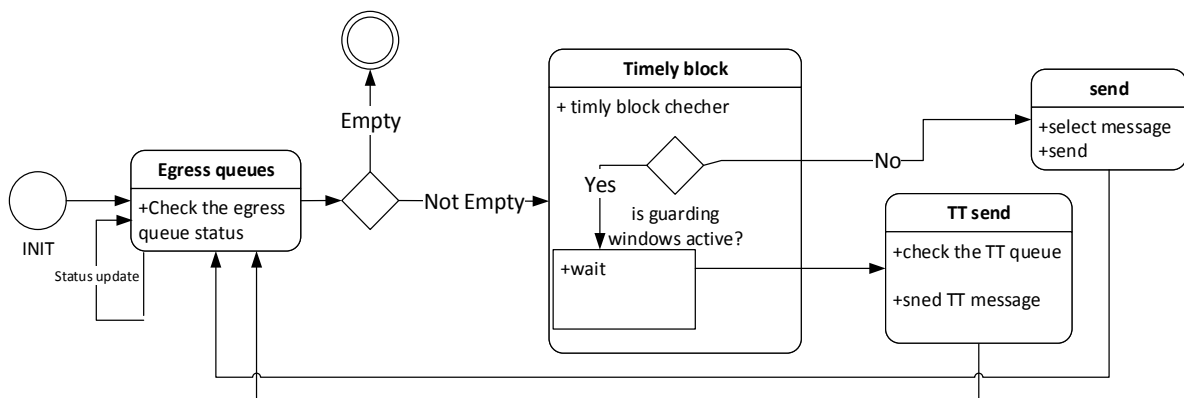 Empty
Egress queues
+Check the egress
queue status
INIT
Status update
Not Empty
Timely block
+ timly block checher
Yes
is guarding
windows active?
+wait
No
send
+select message
+send
TT send
+check the TT queue
+sned TT message